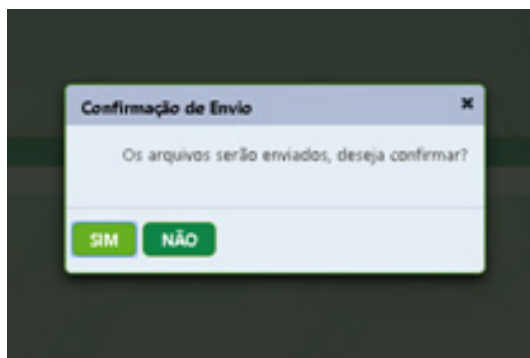 Confirmação de Envio
Os arquivos serão enviados, deseja confirmar?
SIM NÃO